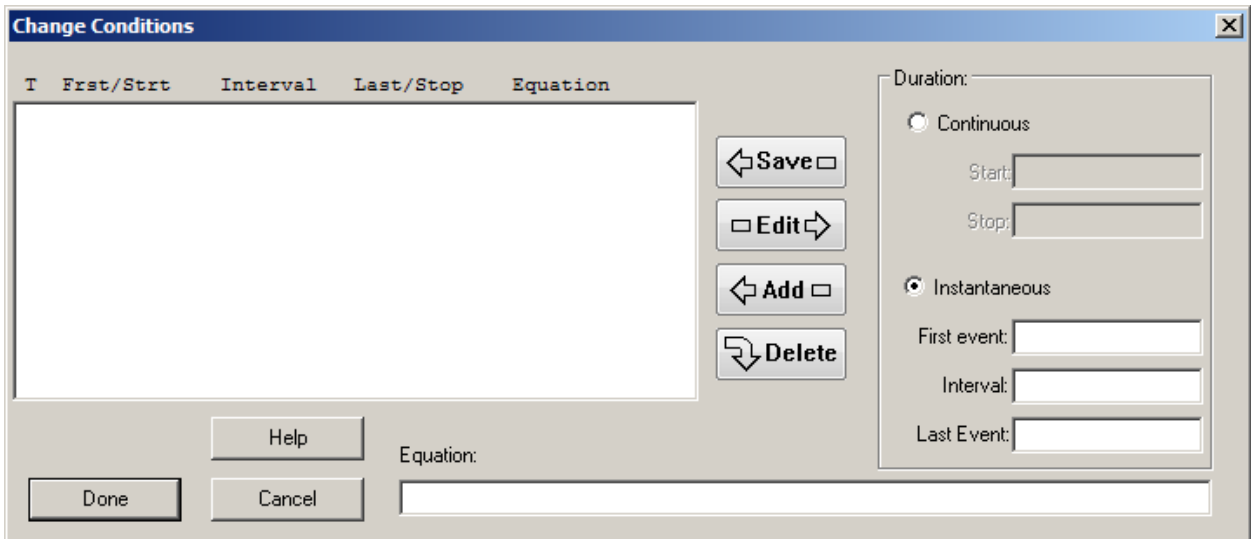 Change Conditions
T Frst/Strt Interval Last/Stop Equation
Save
Edit
Add
Delete
Duration:
Continuous
Start:
Stop:
Instantaneous
First event:
Interval:
Last Event:
Help
Done
Cancel
Equation: